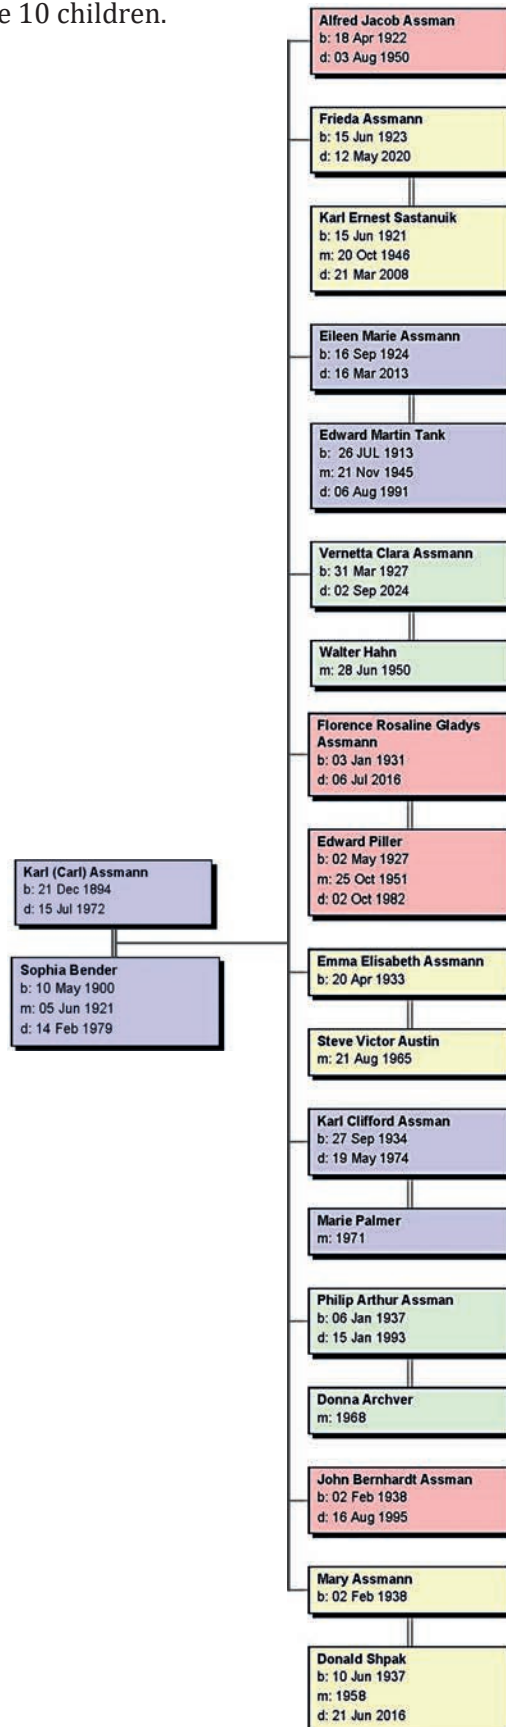 e 10 children.
Alfred Jacob Assman
b: 18 Apr 1922
d: 03 Aug 1950
Frieda Assmann
b: 15 Jun 1923
d: 12 May 2020
Karl Ernest Sastanuik
b: 15 Jun 1921
m: 20 Oct 1946
d: 21 Mar 2008
Eileen Marie Assmann
b: 16 Sep 1924
d: 16 Mar 2013
Edward Martin Tank
b: 26 JUL 1913
m: 21 Nov 1945
d: 06 Aug 1991
Vernetta Clara Assmann
b: 31 Mar 1927
d: 02 Sep 2024
Walter Hahn
m: 28 Jun 1950
Florence Rosaline Gladys
Assmann
b: 03 Jan 1931
d: 06 Jul 2016
Edward Piller
b: 02 May 1927
m: 25 Oct 1951
d: 02 Oct 1982
Karl (Carl) Assmann
b: 21 Dec 1894
d: 15 Jul 1972
Sophia Bender
b: 10 May 1900
m: 05 Jun 1921
d: 14 Feb 1979
Emma Elisabeth Assmann
b: 20 Apr 1933
Steve Victor Austin
m: 21 Aug 1965
Karl Clifford Assman
b: 27 Sep 1934
d: 19 May 1974
Marie Palmer
m: 1971
Philip Arthur Assman
b: 06 Jan 1937
d: 15 Jan 1993
Donna Archver
m: 1968
John Bernhardt Assman
b: 02 Feb 1938
d: 16 Aug 1995
Mary Assmann
b: 02 Feb 1938
Donald Shpak
b: 10 Jun 1937
m: 1958
d: 21 Jun 2016